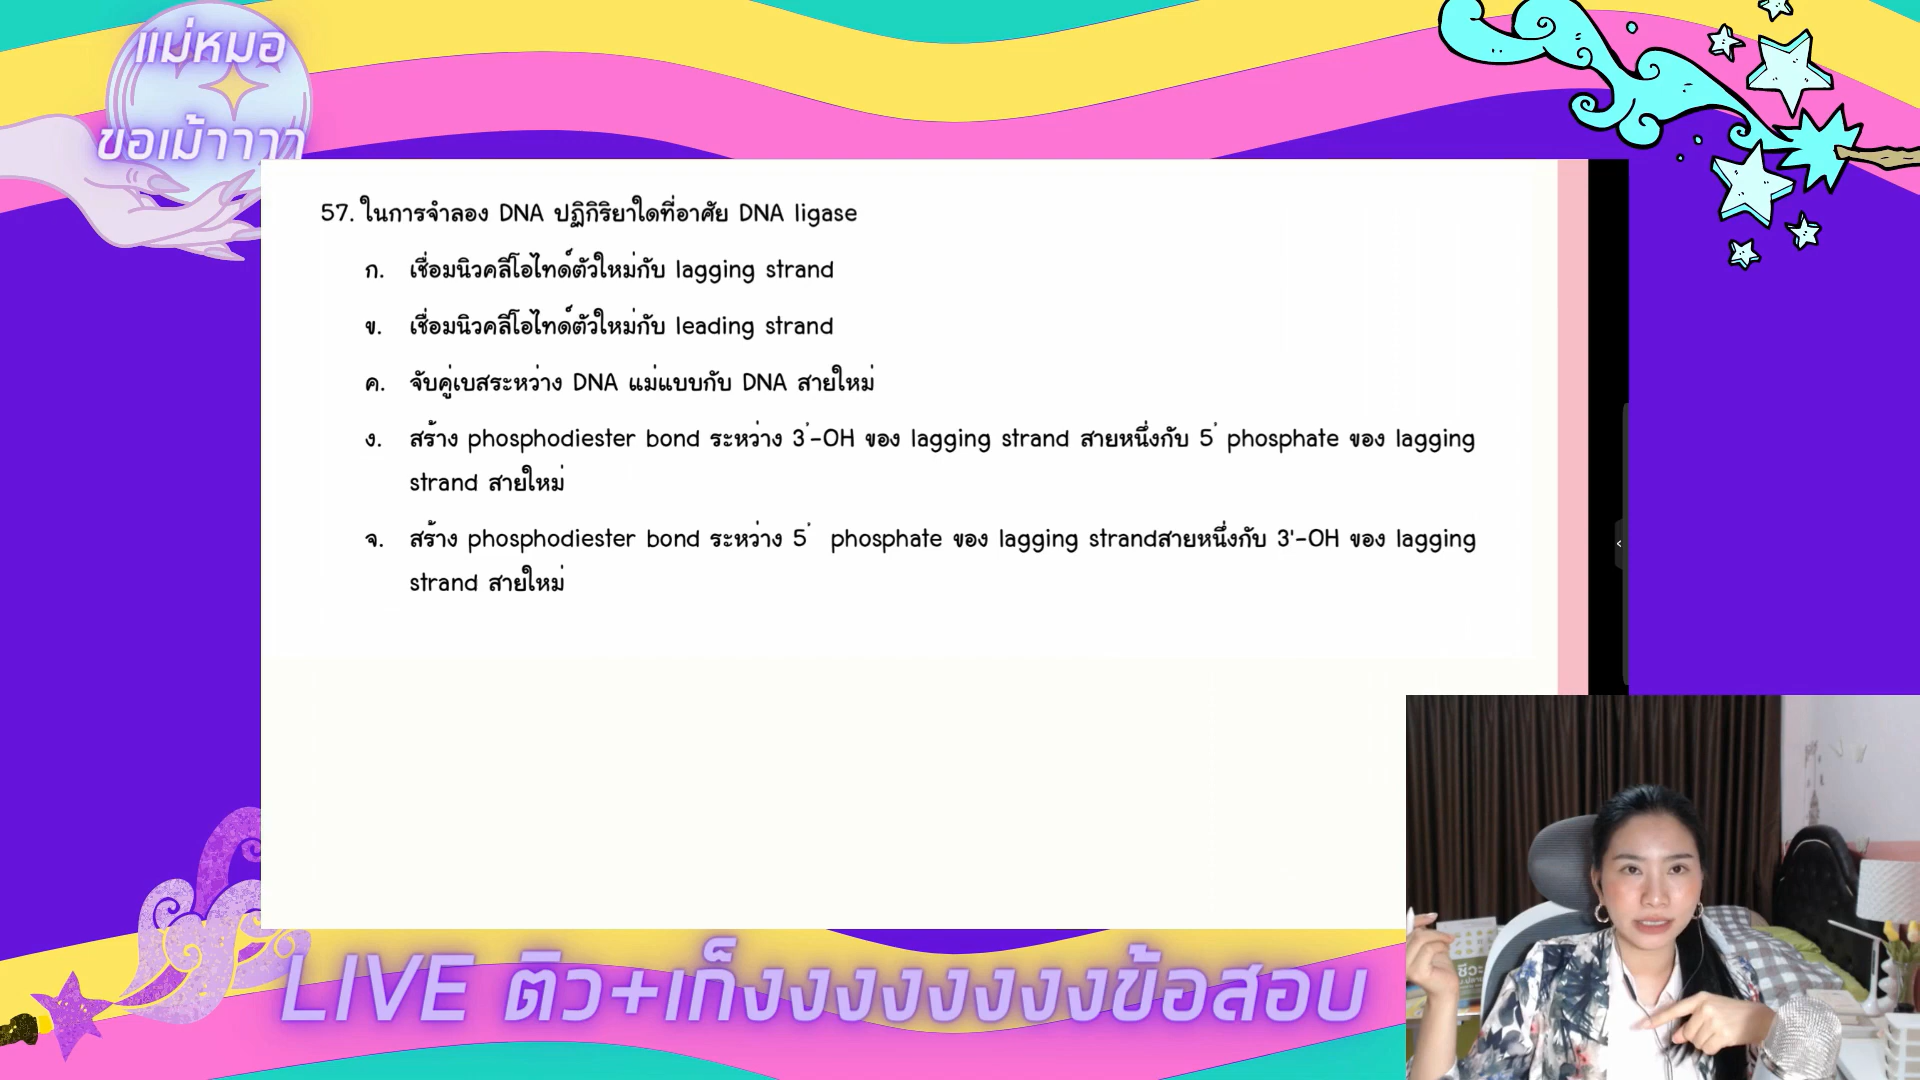 แม่หมอ
ขอเม้าาาา
57. ในการจำลอง DNA ปฏิกิริยาใดที่อาศัย DNA ligase
ก. เชื่อมนิวคลีโอไทด์ตัวใหม่กับ lagging strand
ข. เชื่อมนิวคลีโอไทด์ตัวใหม่กับ leading strand
ค. จับคู่เบสระหว่าง DNA แม่แบบกับ DNA สายใหม่
ง. สร้าง phosphodiester bond ระหว่าง 3'-OH ของ lagging strand สายหนึ่งกับ 5' phosphate ของ lagging
strand สายใหม่
จ. สร้าง phosphodiester bond ระหว่าง 5' phosphate ของ lagging strandสายหนึ่งกับ 3'-OH ของ lagging
strand สายใหม่
LIVE ติว+เก็งงงงงงงงข้อสอบ
ชีวะ